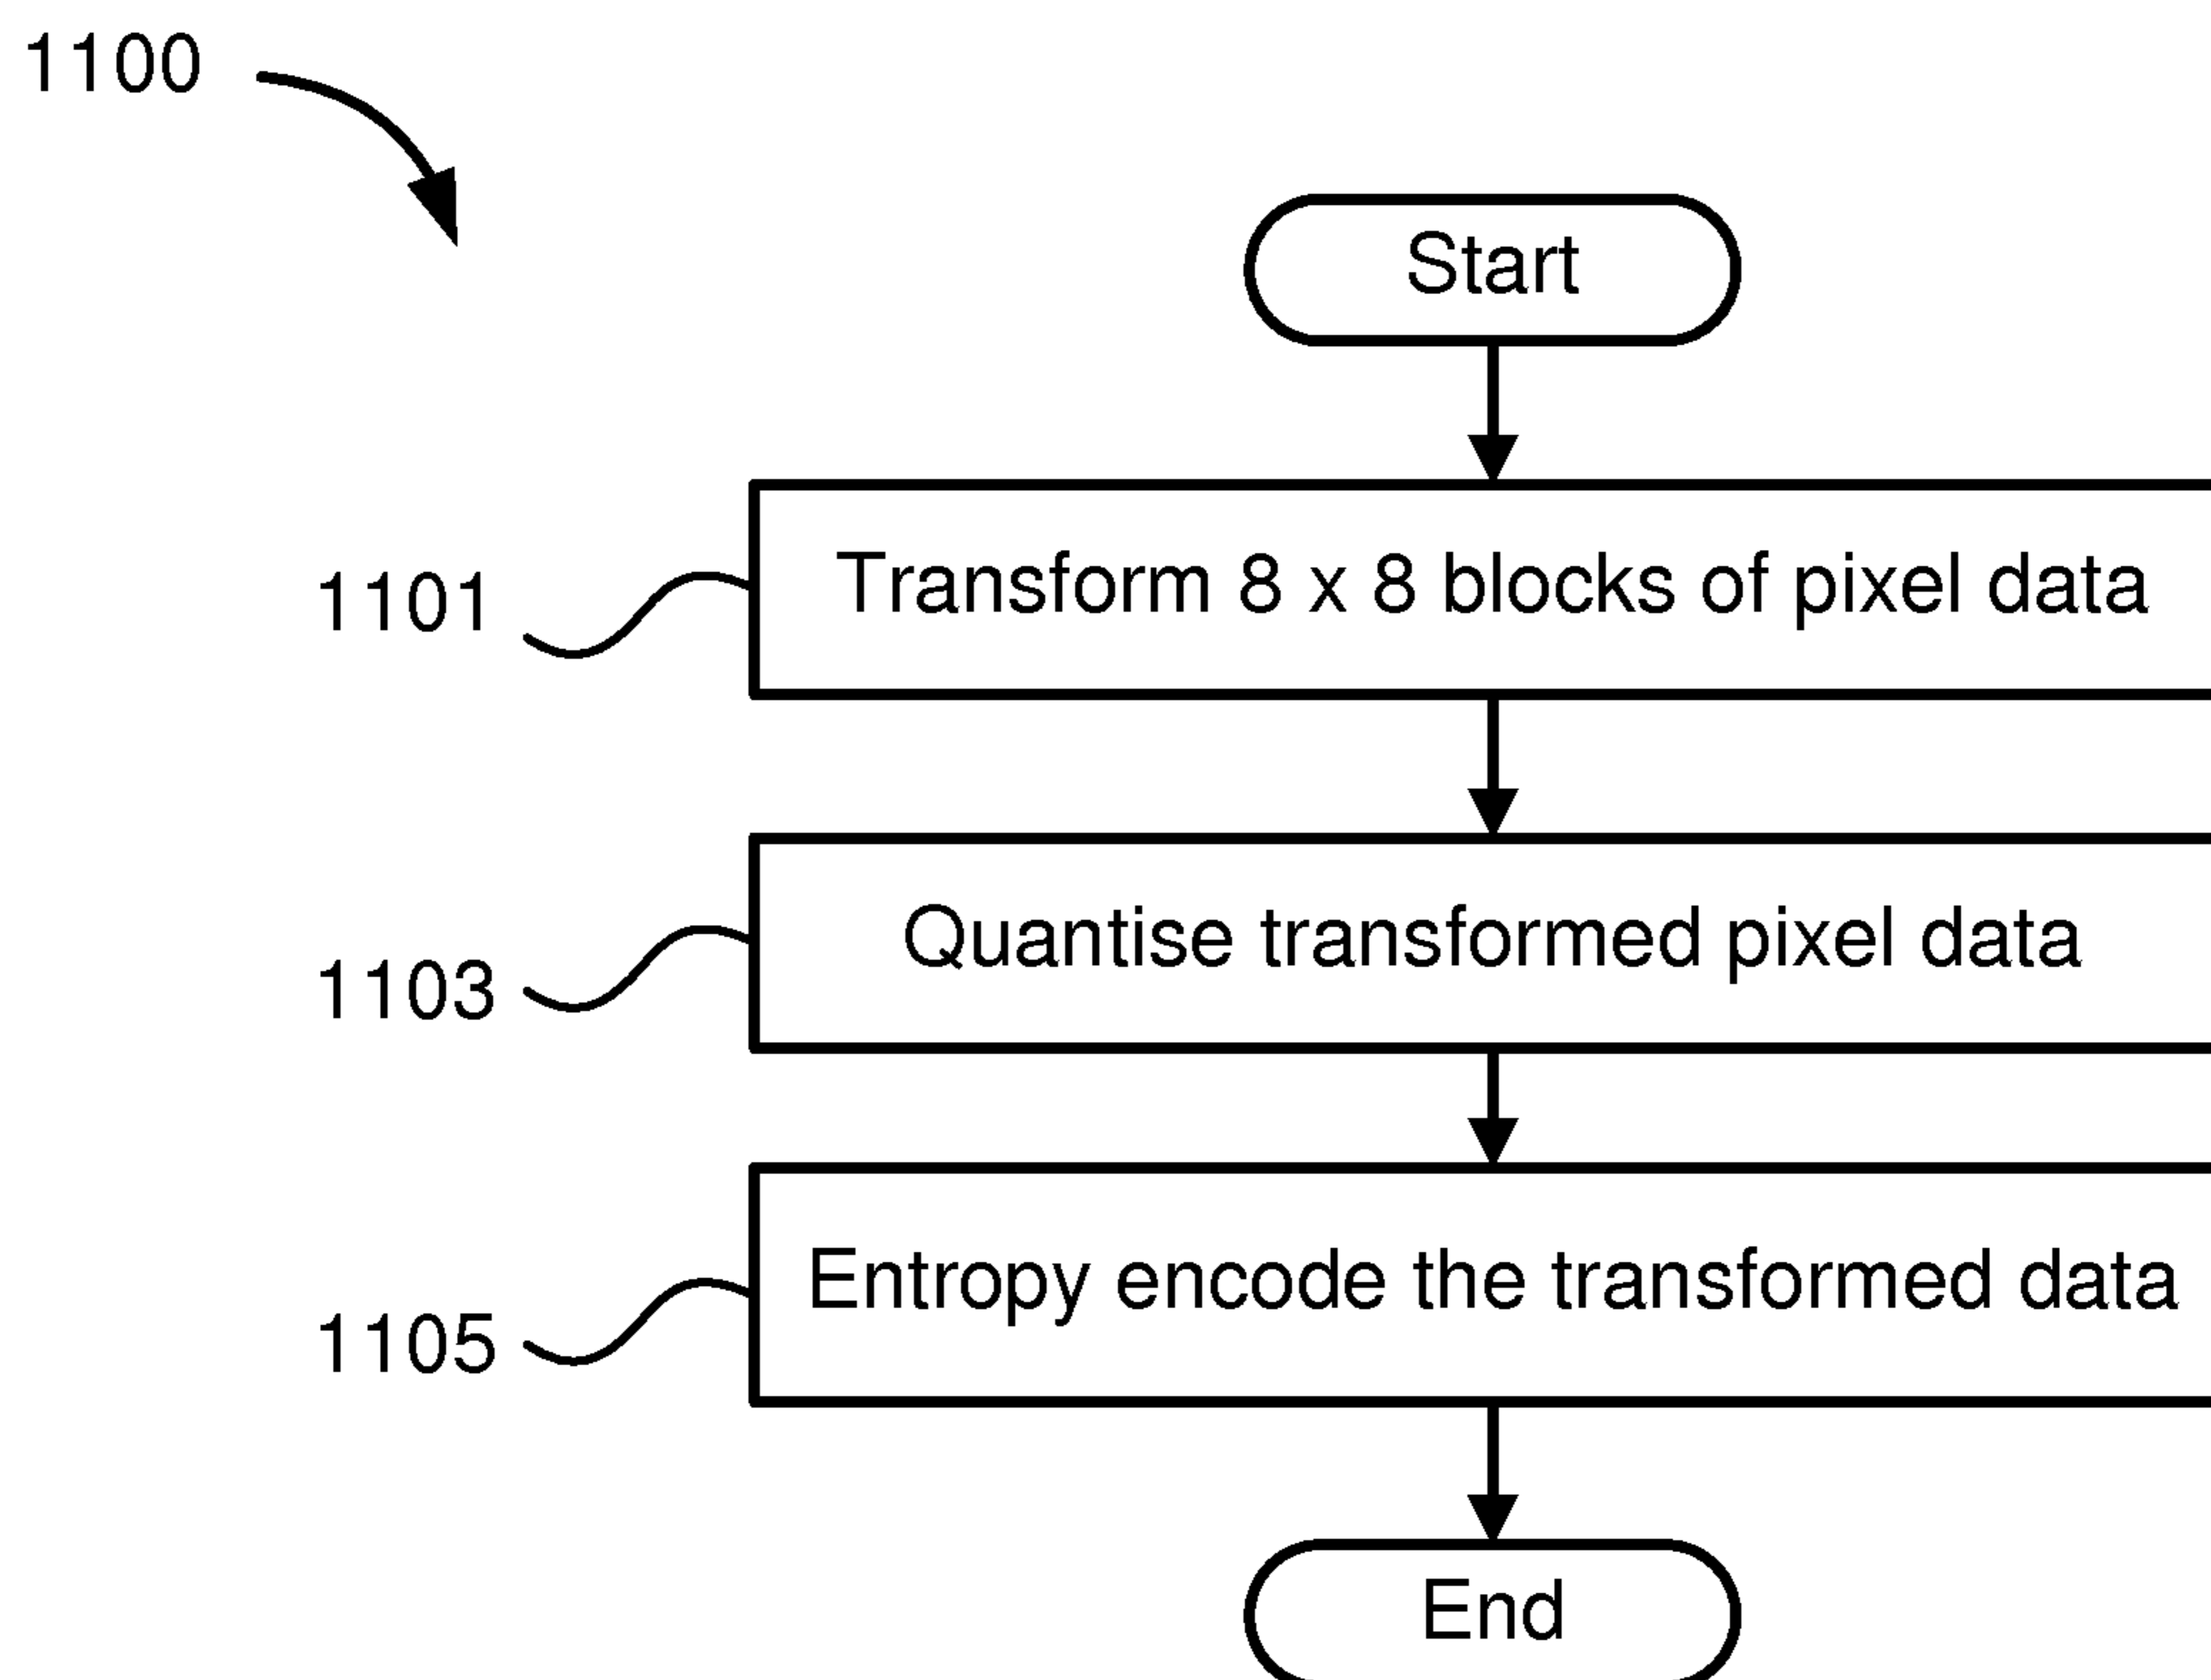 1100
Start
1101
Transform 8 x 8 blocks of pixel data
1103
Quantise transformed pixel data
1105
Entropy encode the transformed data
End